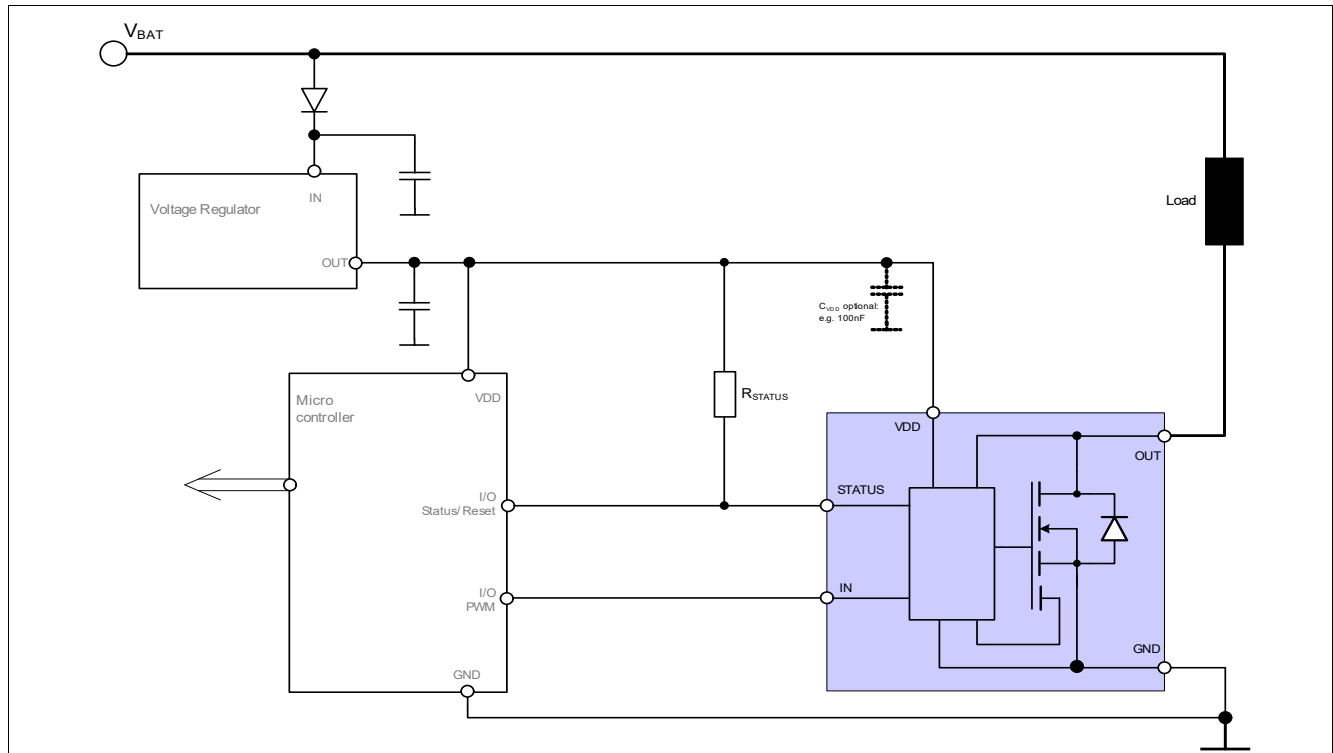 VBAT
IN
Voltage Regulator
Load
OUT
CVDD optional:
e.g. 100nF
Micro
controller
VDD
RSTATUS
VDD
OUT
STATUS
I/O
Status/Reset
I/O
PWM
IN
GND
GND